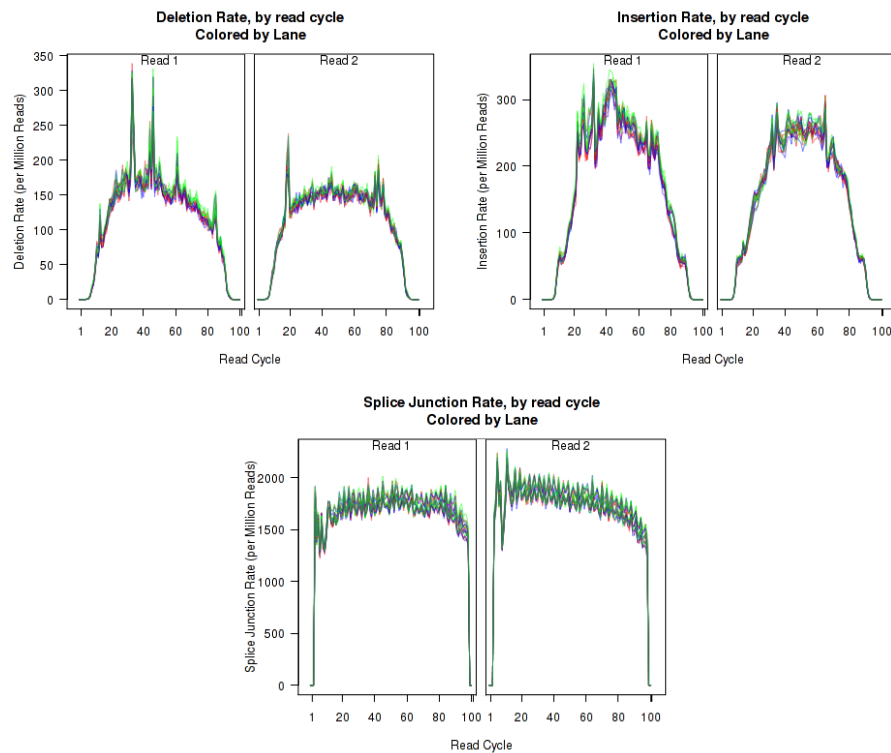 Deletion Rate, by read cycle
Colored by Lane
Read 1
Read 2
Deletion Rate (per Million Reads)
350
300
250
200
150
100
50
0
1 20 40 60 80 100
1 20 40 60 80 100
Read Cycle
Insertion Rate, by read cycle
Colored by Lane
Read 1
Read 2
Insertion Rate (per Million Reads)
300
200
100
0
1 20 40 60 80 100
1 20 40 60 80 100
Read Cycle
Splice Junction Rate, by read cycle
Colored by Lane
Read 1
Read 2
Splice Junction Rate (per Million Reads)
2000
1500
1000
500
0
1 20 40 60 80 100
1 20 40 60 80 100
Read Cycle